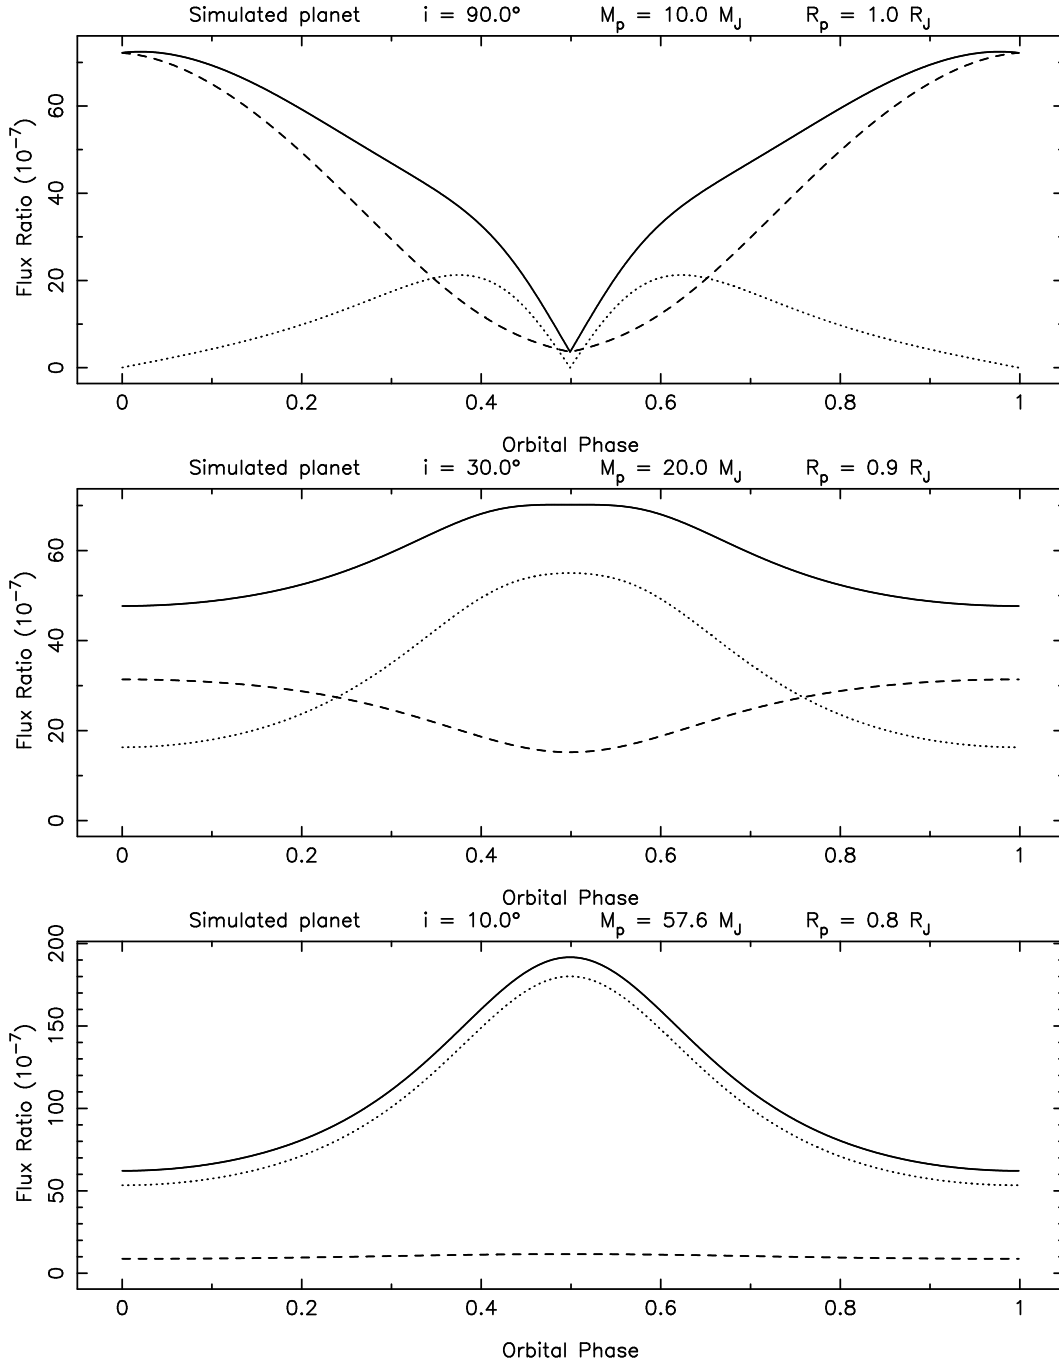 Simulated planet i = 90.0° M_p = 10.0 M_J R_p = 1.0 R_J
Flux Ratio (10^−7)
60
40
20
0
0 0.2 0.4 0.6 0.8 1
Orbital Phase
Simulated planet i = 30.0° M_p = 20.0 M_J R_p = 0.9 R_J
Flux Ratio (10^−7)
60
40
20
0
0 0.2 0.4 0.6 0.8 1
Orbital Phase
Simulated planet i = 10.0° M_p = 57.6 M_J R_p = 0.8 R_J
Flux Ratio (10^−7)
200
150
100
50
0
0 0.2 0.4 0.6 0.8 1
Orbital Phase